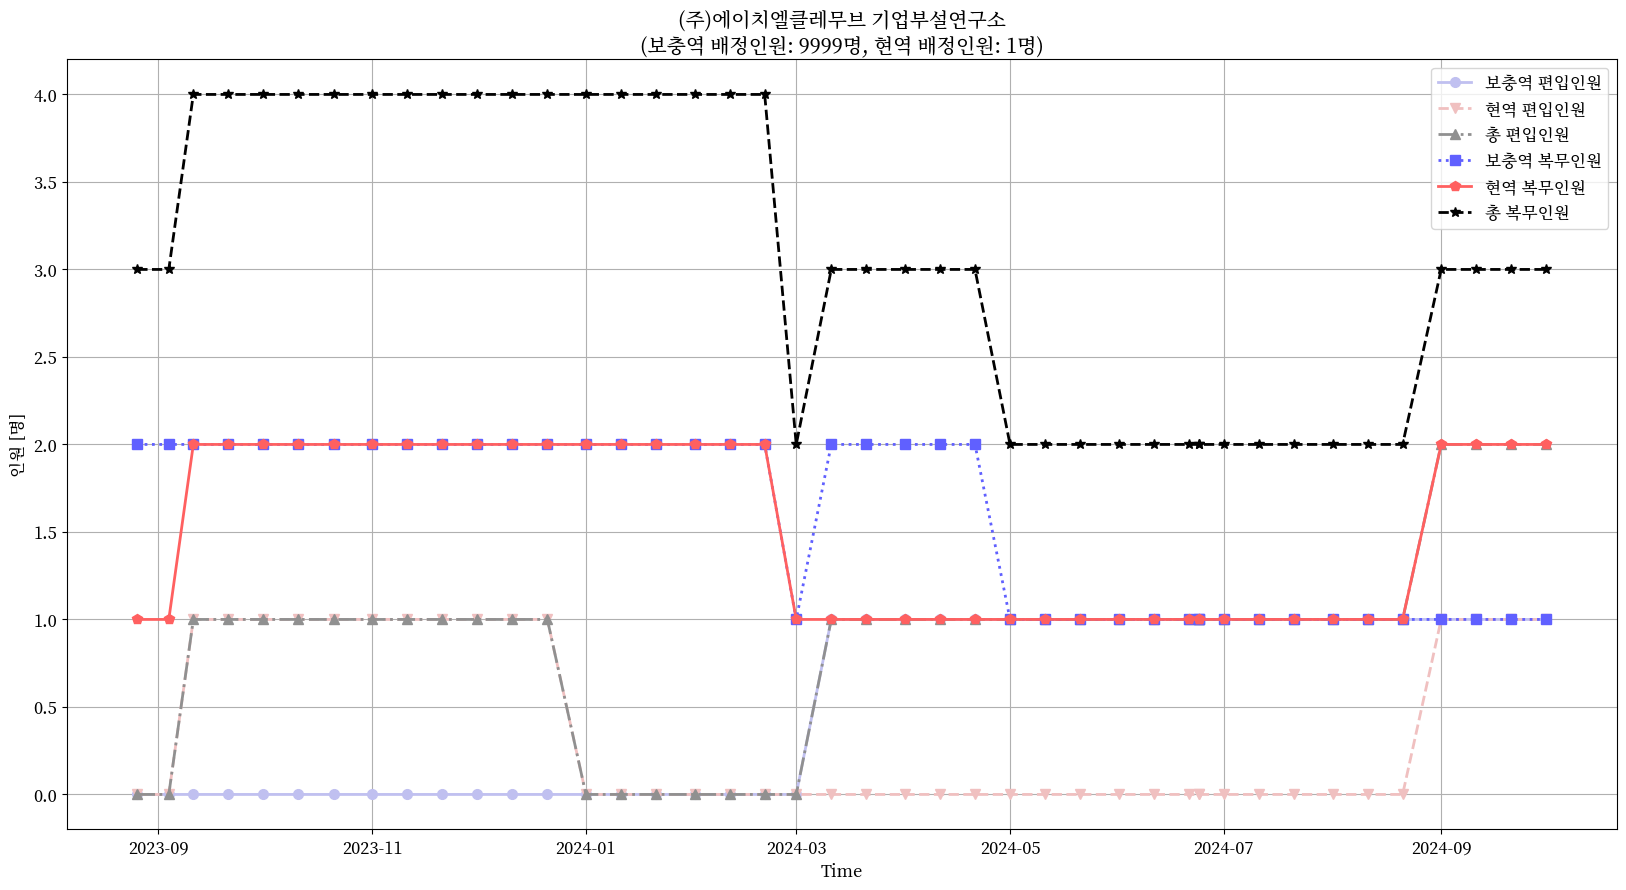 (주)에이치엘클레무브 기업부설연구소
(보충역 배정인원: 9999명, 현역 배정인원: 1명)
보충역 편입인원
현역 편입인원
총 편입인원
보충역 복무인원
현역 복무인원
총 복무인원
인원 [명]
4.0
3.5
3.0
2.5
2.0
1.5
1.0
0.5
0.0
2023-09
2023-11
2024-01
2024-03
2024-05
2024-07
2024-09
Time